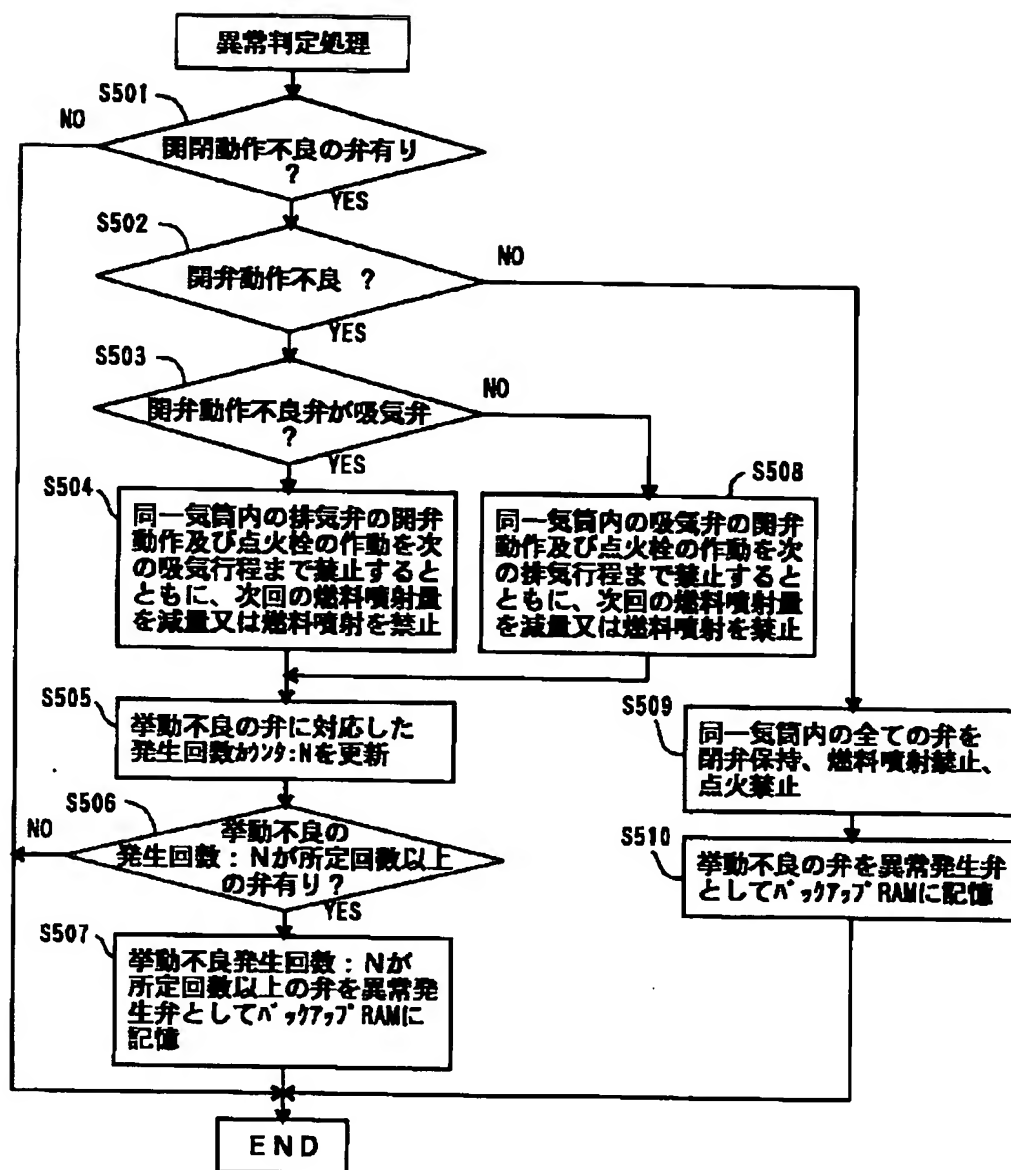 異常判定処理
S501
NO
開閉動作不良の弁有り
?
YES
S502
NO
開弁動作不良 ?
YES
S503
NO
開弁動作不良弁が吸気弁
?
YES
S504
同一気筒内の排気弁の開弁
動作及び点火栓の作動を次
の吸気行程まで禁止すると
ともに、次回の燃料噴射量
を減量又は燃料噴射を禁止
S508
同一気筒内の吸気弁の開弁
動作及び点火栓の作動を次
の排気行程まで禁止すると
ともに、次回の燃料噴射量
を減量又は燃料噴射を禁止
S505
挙動不良の弁に対応した
発生回数ｶｳﾝﾀ:Nを更新
S509
同一気筒内の全ての弁を
閉弁保持、燃料噴射禁止、
点火禁止
S506
NO
挙動不良の
発生回数：Nが所定回数以上
の弁有り?
YES
S510
挙動不良の弁を異常発生弁
としてﾊﾞｯｸｱｯﾌﾟRAMに記憶
S507
挙動不良発生回数：Nが
所定回数以上の弁を異常発
生弁としてﾊﾞｯｸｱｯﾌﾟRAMに
記憶
END